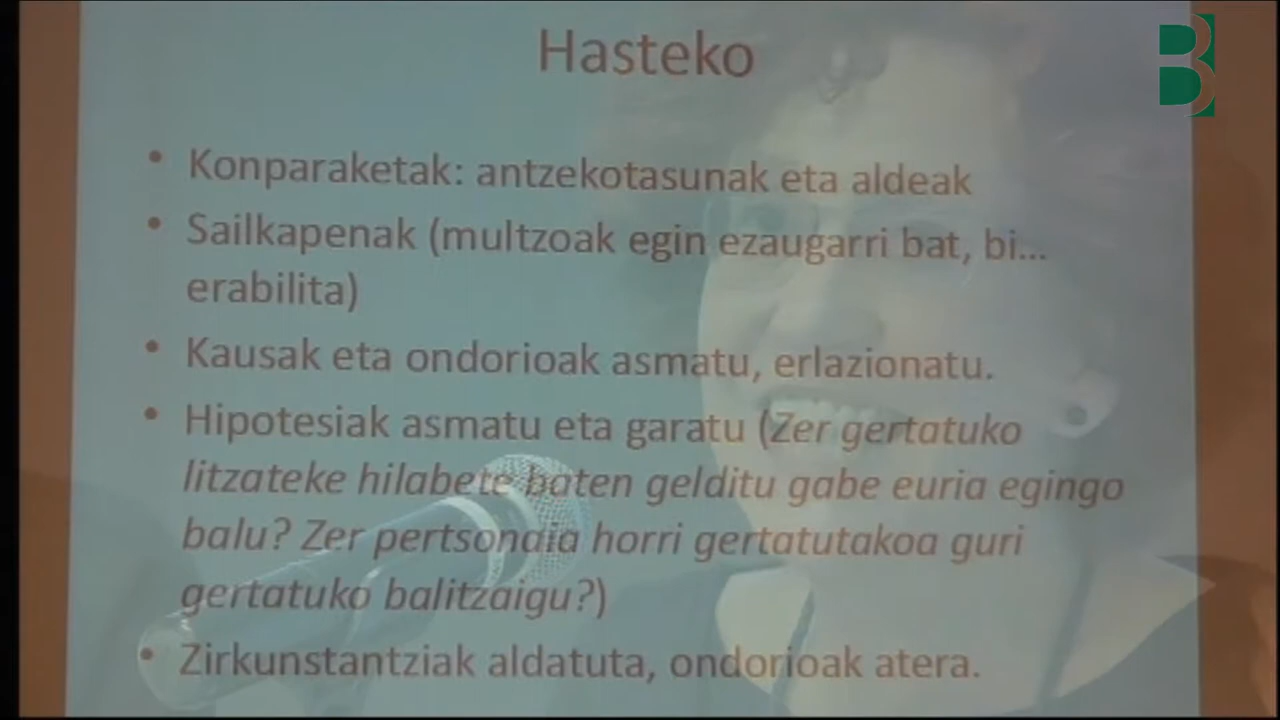 Hasteko
• Konparaketak: antzekotasunak eta aldeak
• Sailkapenak (multzoak egin ezaugarri bat, bi...
erabilita)
• Kausak eta ondorioak asmatu, erlazionatu.
• Hipotesiak asmatu eta garatu (Zer gertatuko
litzateke hilabete baten gelditu gabe euria egingo
balu? Zer pertsonaia horri gertatutakoa guri
gertatuko balitzaigu?)
• Zirkunstantziak aldatuta, ondorioak atera.
B